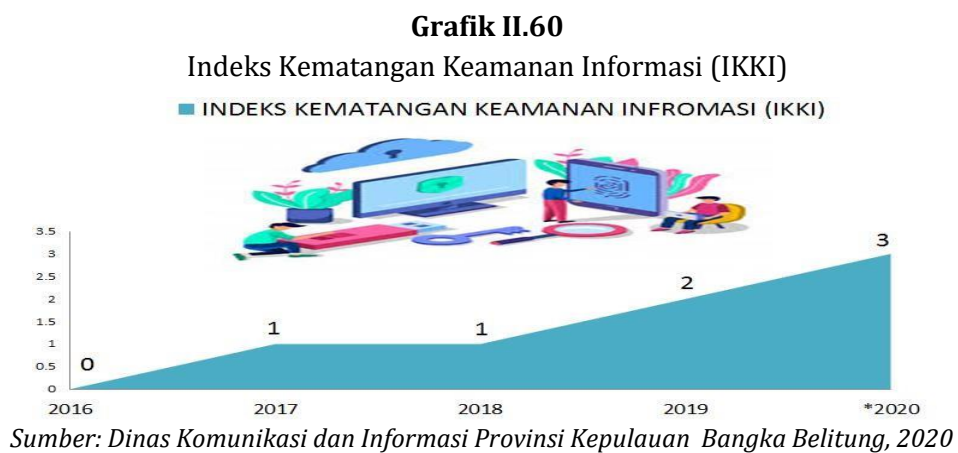 Grafik II.60
Indeks Kematangan Keamanan Informasi (IKKI)
INDEKS KEMATANGAN KEAMANAN INFROMASI (IKKI)
3.5
3
2.5
2
1.5
1
0.5
0
0
1
1
2
3
2016 2017 2018 2019 *2020
Sumber: Dinas Komunikasi dan Informasi Provinsi Kepulauan Bangka Belitung, 2020